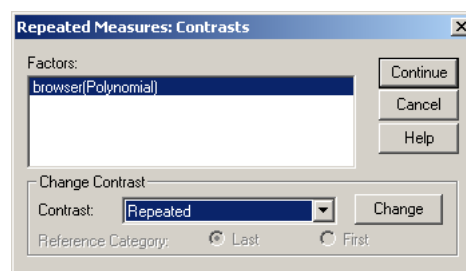 Repeated Measures: Contrasts
Factors:
browser(Polynomial)
Continue
Cancel
Help
Change Contrast
Contrast: Repeated Change
Reference Category: Last First